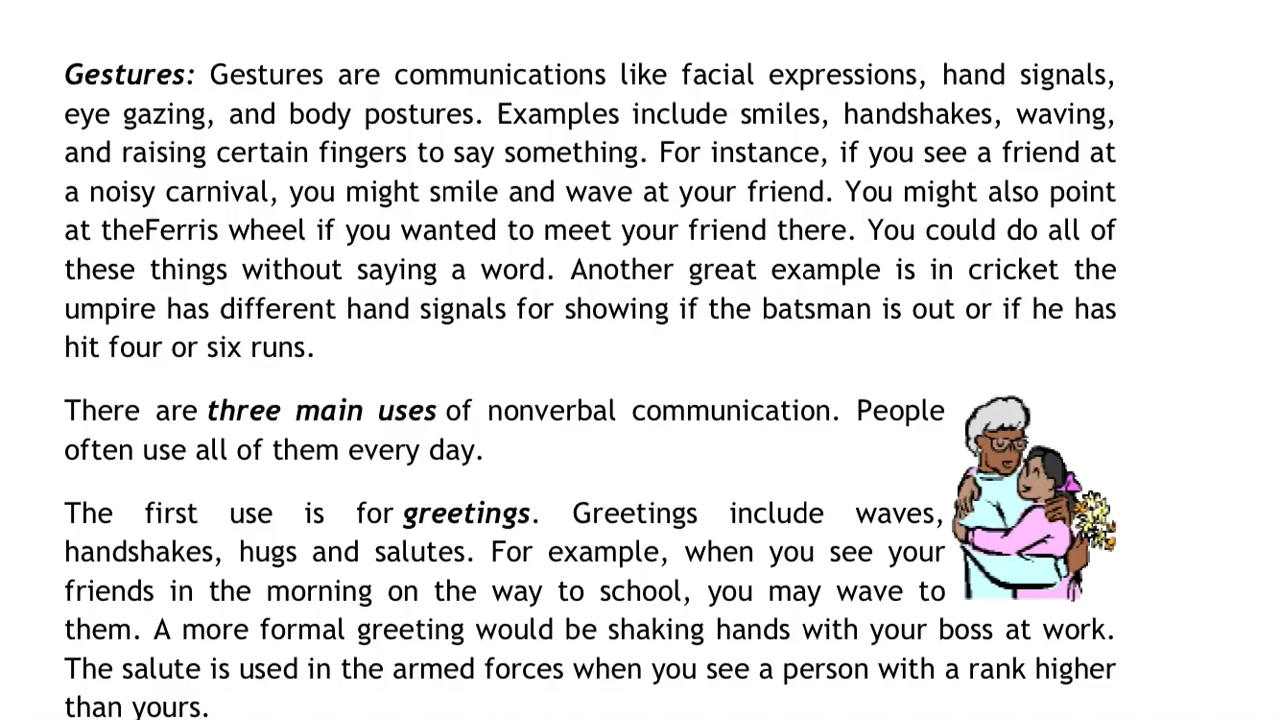 Gestures: Gestures are communications like facial expressions, hand signals,
eye gazing, and body postures. Examples include smiles, handshakes, waving,
and raising certain fingers to say something. For instance, if you see a friend at
a noisy carnival, you might smile and wave at your friend. You might also point
at theFerris wheel if you wanted to meet your friend there. You could do all of
these things without saying a word. Another great example is in cricket the
umpire has different hand signals for showing if the batsman is out or if he has
hit four or six runs.
There are three main uses of nonverbal communication. People
often use all of them every day.
The first use is for greetings. Greetings include waves,
handshakes, hugs and salutes. For example, when you see your
friends in the morning on the way to school, you may wave to
them. A more formal greeting would be shaking hands with your boss at work.
The salute is used in the armed forces when you see a person with a rank higher
than yours.